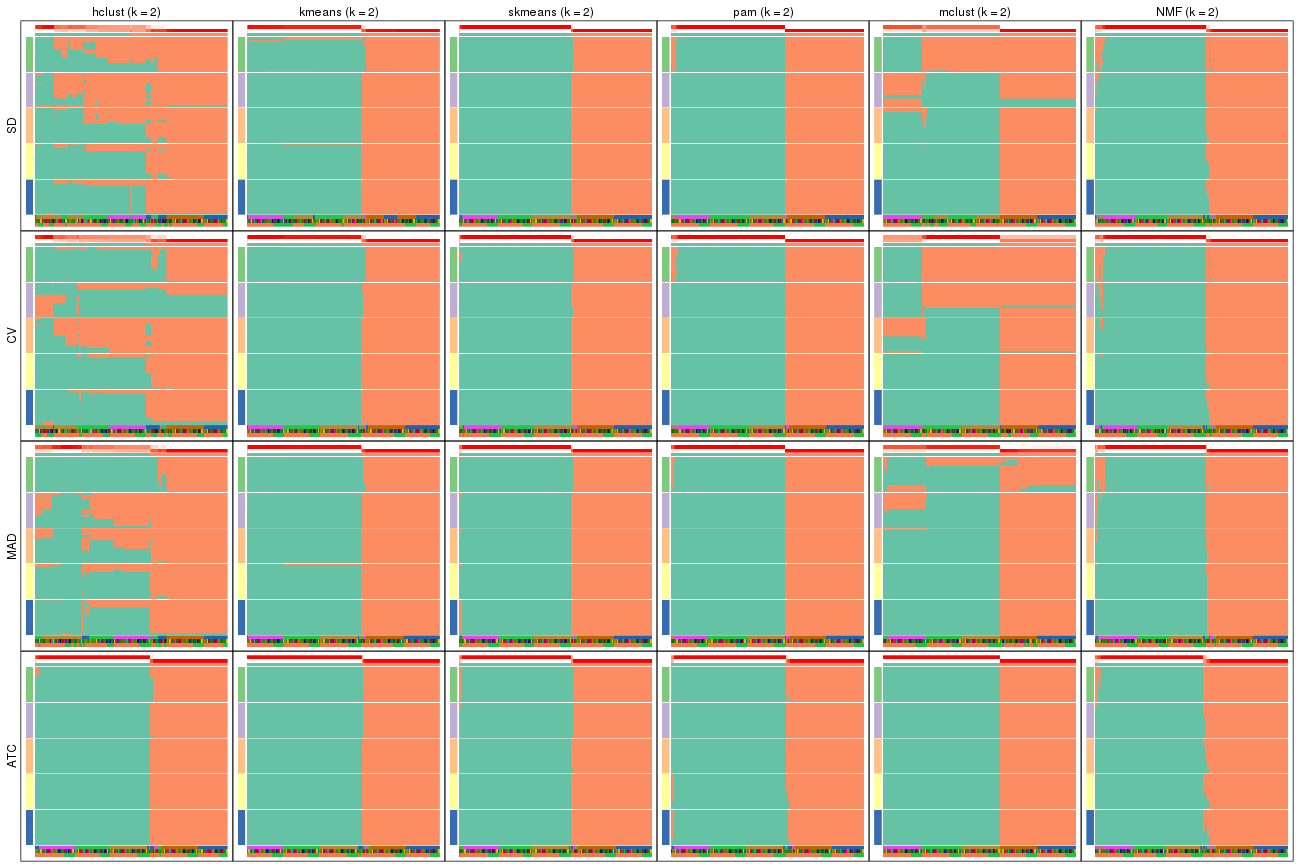 hclust (k = 2)
kmeans (k = 2)
skmeans (k = 2)
pam (k = 2)
mclust (k = 2)
NMF (k = 2)
SD
CV
MAD
ATC